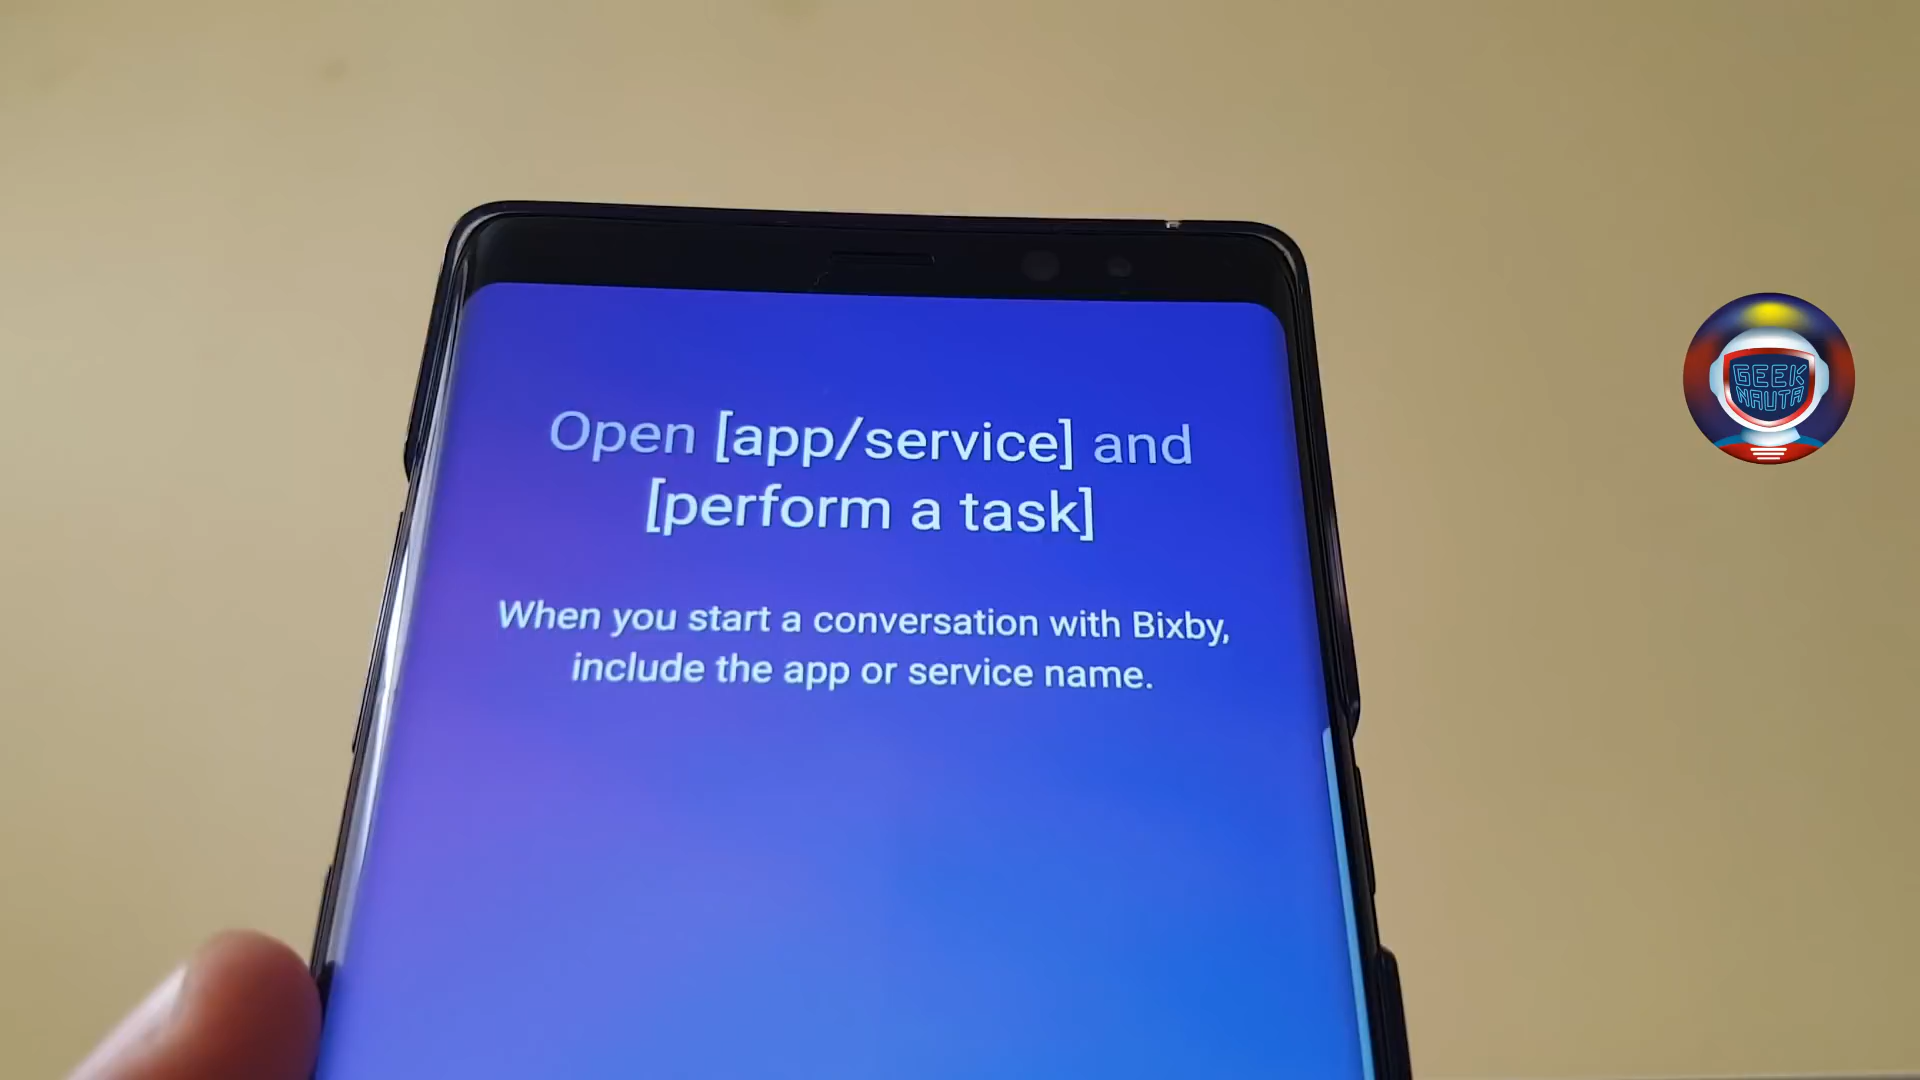 Open [app/service] and
[perform a task]
When you start a conversation with Bixby,
include the app or service name.
GEEK
NAUTA